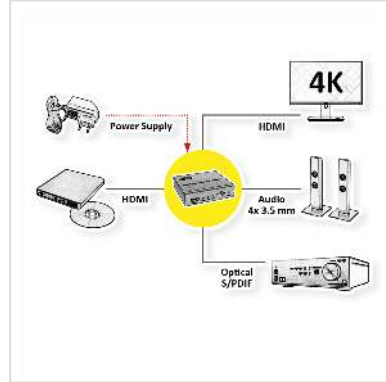 4K
Power Supply
HDMI
HDMI
Audio
4x 3.5 mm
Optical
S/PDIF